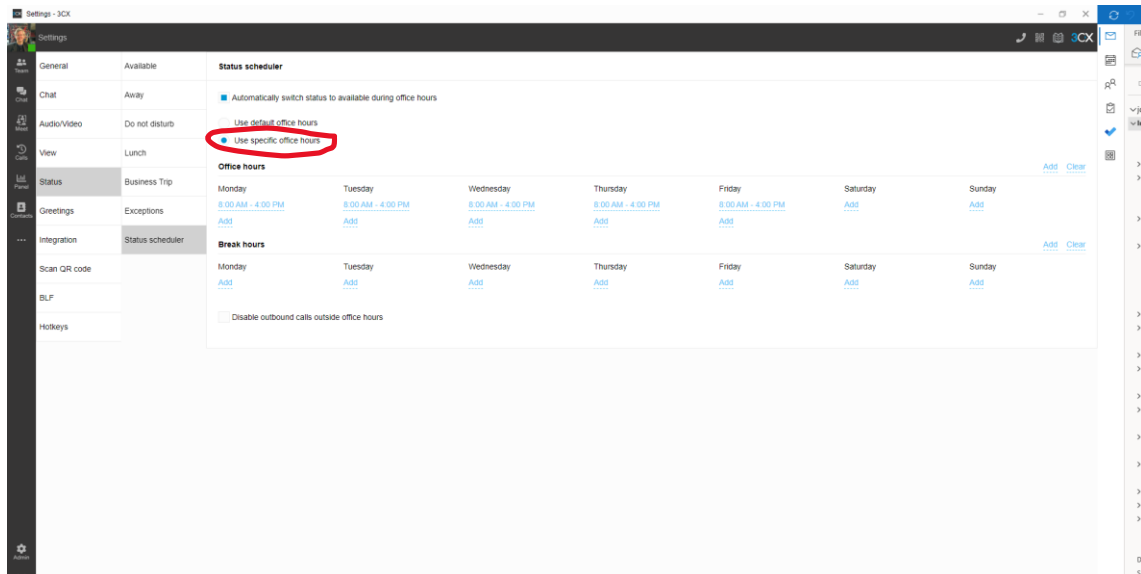 Settings - 3CX
Settings
3CX
Team
Chat
Meet
Calls
Panel
Contacts
Admin
General
Chat
Audio/Video
View
Status
Greetings
Integration
Scan QR code
BLF
Hotkeys
Available
Away
Do not disturb
Lunch
Business Trip
Exceptions
Status scheduler
Status scheduler
Automatically switch status to available during office hours
Use default office hours
Use specific office hours
Office hours Add Clear
Monday Tuesday Wednesday Thursday Friday Saturday Sunday
8:00 AM - 4:00 PM 8:00 AM - 4:00 PM 8:00 AM - 4:00 PM 8:00 AM - 4:00 PM 8:00 AM - 4:00 PM Add Add
Add Add Add Add Add
Break hours Add Clear
Monday Tuesday Wednesday Thursday Friday Saturday Sunday
Add Add Add Add Add Add Add
Disable outbound calls outside office hours